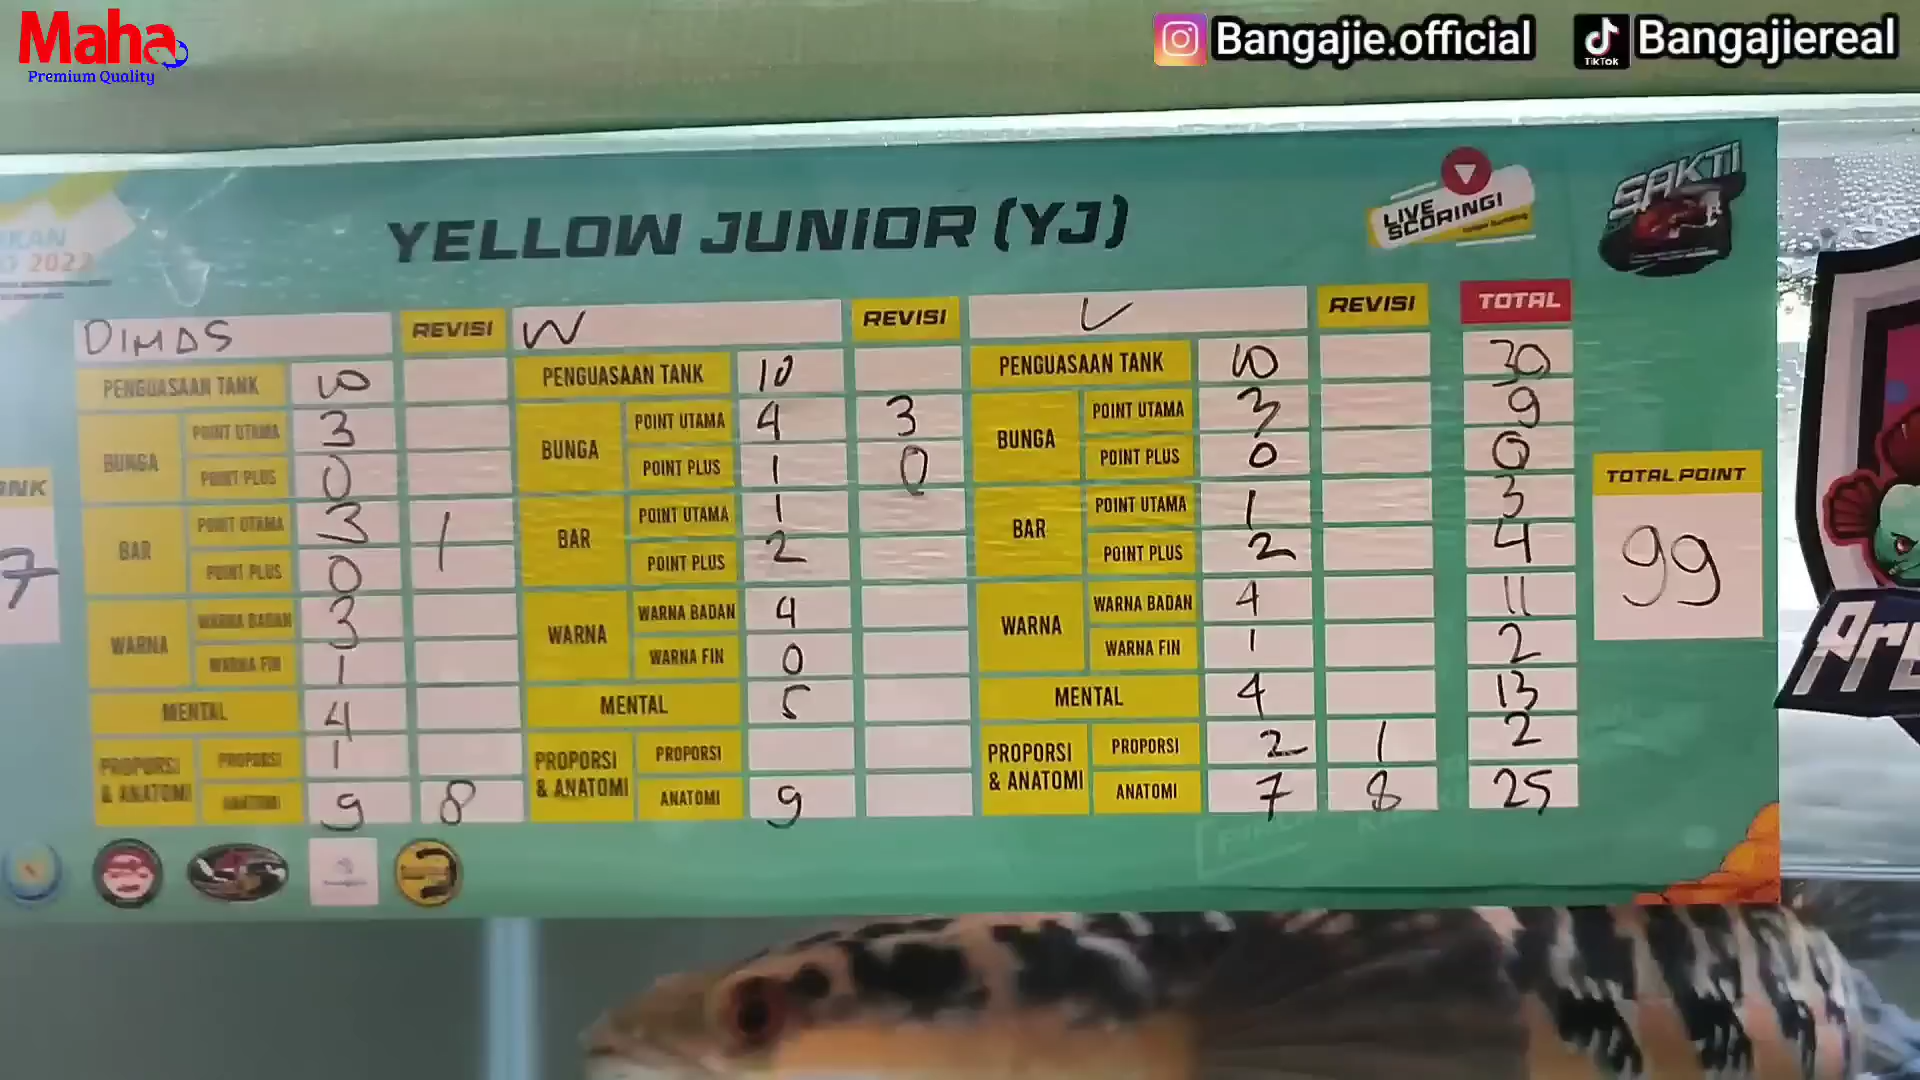 Maha
Premium Quality
Bangajie.official
TikTok
Bangajiereal
YELLOW JUNIOR (YJ)
LIVE SCORING!
SAKTI
IKAN
2022
DIMAS REVISI W REVISI V REVISI TOTAL
PENGUASAAN TANK 10 PENGUASAAN TANK 10 PENGUASAAN TANK 10 30
BUNGA POINT UTAMA 3 BUNGA POINT UTAMA 4 3 BUNGA POINT UTAMA 3 9
POINT PLUS 0 POINT PLUS 1 0 POINT PLUS 0 0
BAR POINT UTAMA 3 1 BAR POINT UTAMA 1 BAR POINT UTAMA 1 3
POINT PLUS 0 POINT PLUS 2 POINT PLUS 2 4
WARNA WARNA BADAN 3 WARNA WARNA BADAN 4 WARNA WARNA BADAN 4 11
WARNA FIN 1 WARNA FIN 0 WARNA FIN 1 2
MENTAL 4 MENTAL 5 MENTAL 4 13
PROPORSI & ANATOMI PROPORSI 1 PROPORSI & ANATOMI PROPORSI PROPORSI & ANATOMI PROPORSI 2 1 2
ANATOMI 9 8 ANATOMI 9 ANATOMI 7 8 25
TOTAL POINT
99
ANK
7
Pro